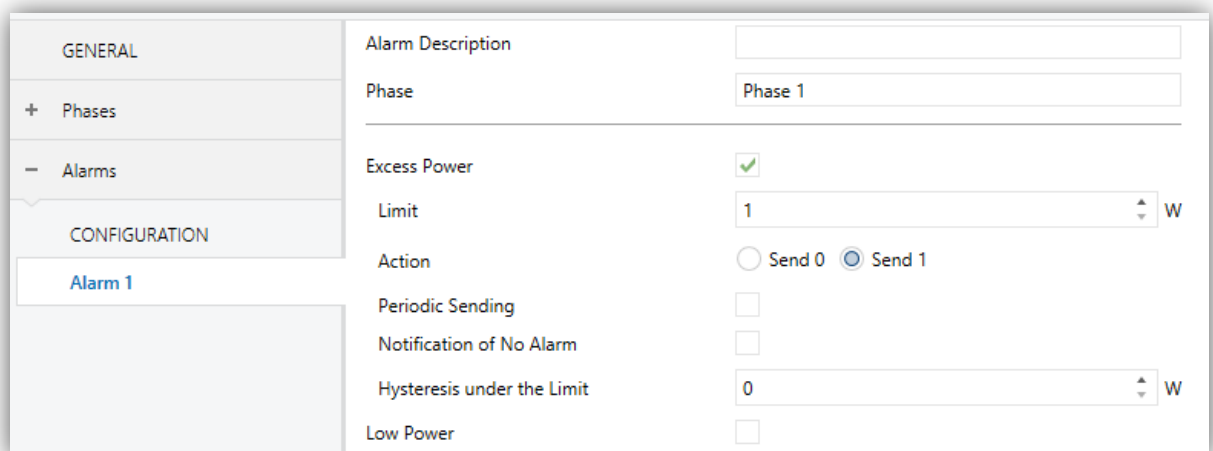 GENERAL
+ Phases
− Alarms
CONFIGURATION
Alarm 1
Alarm Description
Phase Phase 1
Excess Power
Limit 1 W
Action Send 0 Send 1
Periodic Sending
Notification of No Alarm
Hysteresis under the Limit 0 W
Low Power